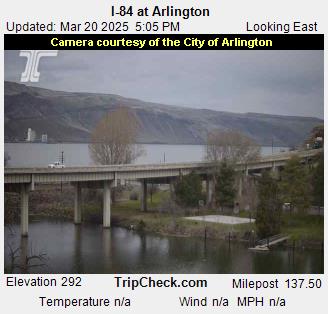 I-84 at Arlington
Updated: Mar 20 2025 5:05 PM Looking East
Camera courtesy of the City of Arlington
Elevation 292 TripCheck.com Milepost 137.50
Temperature n/a Wind n/a MPH n/a